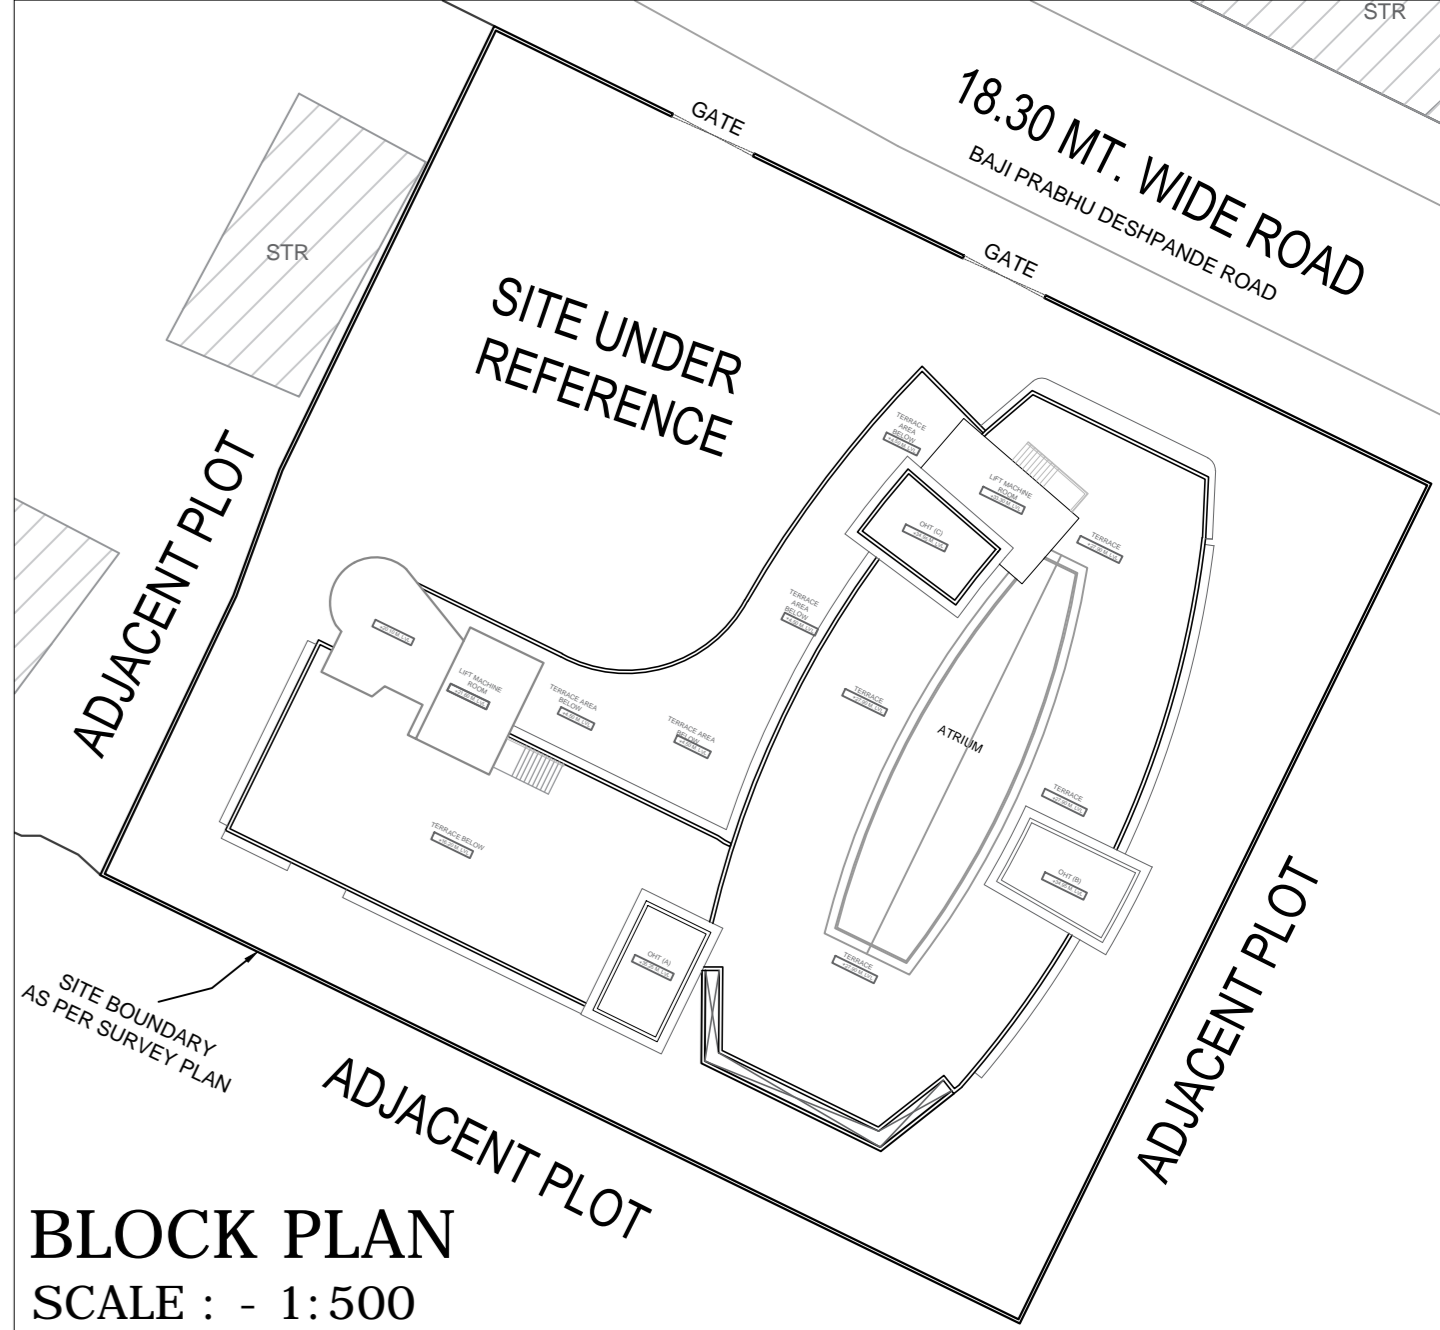 STR
18.30 MT. WIDE ROAD
BAJI PRABHU DESHPANDE ROAD
GATE
GATE
STR
SITE UNDER
REFERENCE
ADJACENT PLOT
TERRACE
AREA
BELOW
LIFT MACHINE
ROOM
OHT (C)
TERRACE
TERRACE
AREA
BELOW
LIFT MACHINE
ROOM
TERRACE AREA
BELOW
TERRACE AREA
BELOW
TERRACE
ATRIUM
TERRACE
TERRACE BELOW
OHT (B)
OHT (A)
TERRACE
SITE BOUNDARY
AS PER SURVEY PLAN
ADJACENT PLOT
ADJACENT PLOT
BLOCK PLAN
SCALE : - 1:500